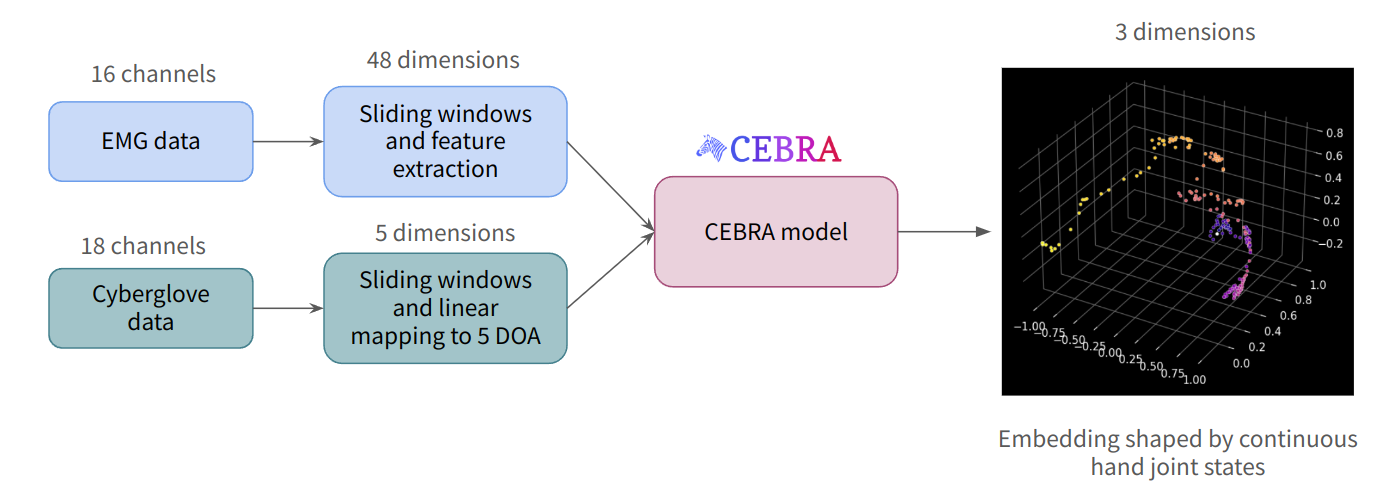 16 channels
EMG data
48 dimensions
Sliding windows
and feature
extraction
18 channels
Cyberglove
data
5 dimensions
Sliding windows
and linear
mapping to 5 DOA
CEBRA
CEBRA model
3 dimensions
0.8
0.6
0.4
0.2
0.0
−0.2
1.0
0.8
0.6
0.4
0.2
0.0
−1.00
−0.75
−0.50
−0.25
0.00
0.25
0.50
0.75
1.00
Embedding shaped by continuous
hand joint states